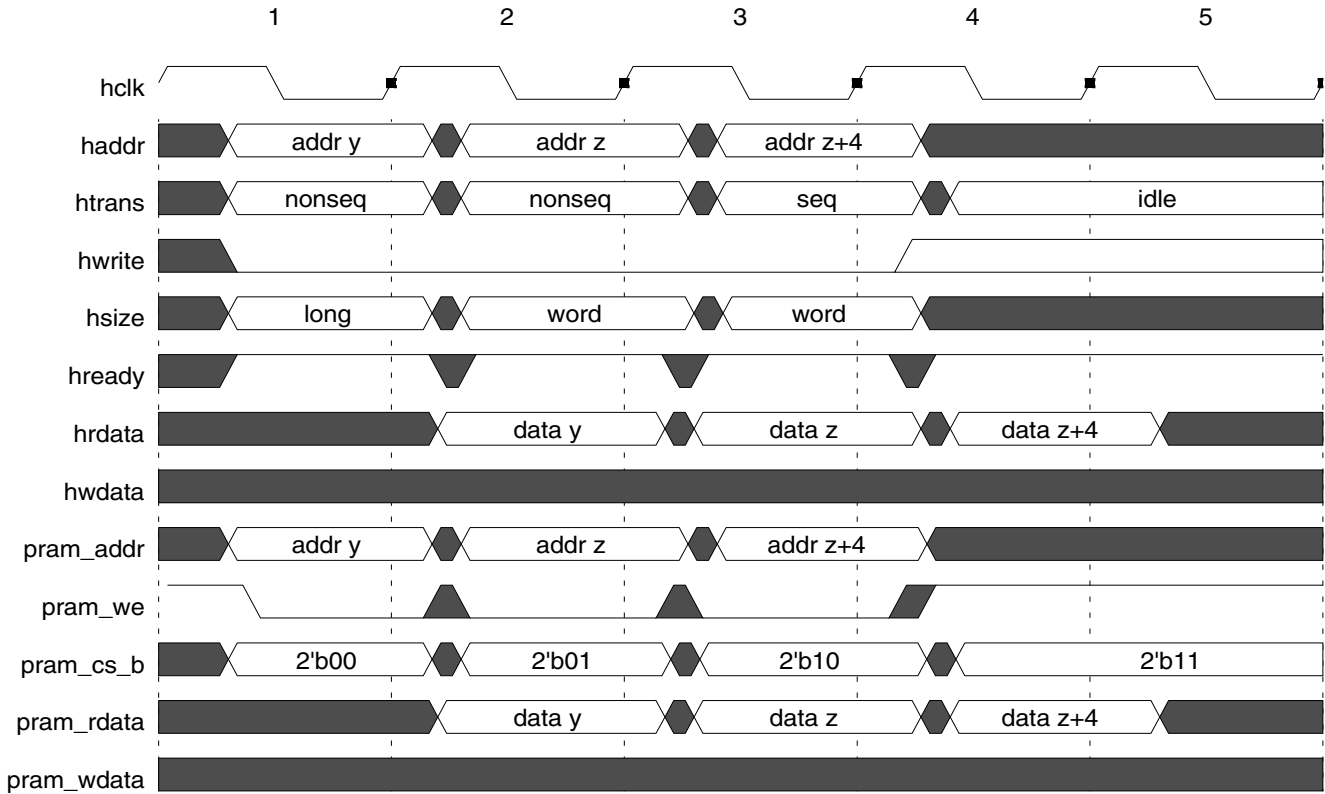 1 2 3 4 5
hclk
haddr addr y addr z addr z+4
htrans nonseq nonseq seq idle
hwrite
hsize long word word
hready
hrdata data y data z data z+4
hwdata
pram_addr addr y addr z addr z+4
pram_we
pram_cs_b 2'b00 2'b01 2'b10 2'b11
pram_rdata data y data z data z+4
pram_wdata